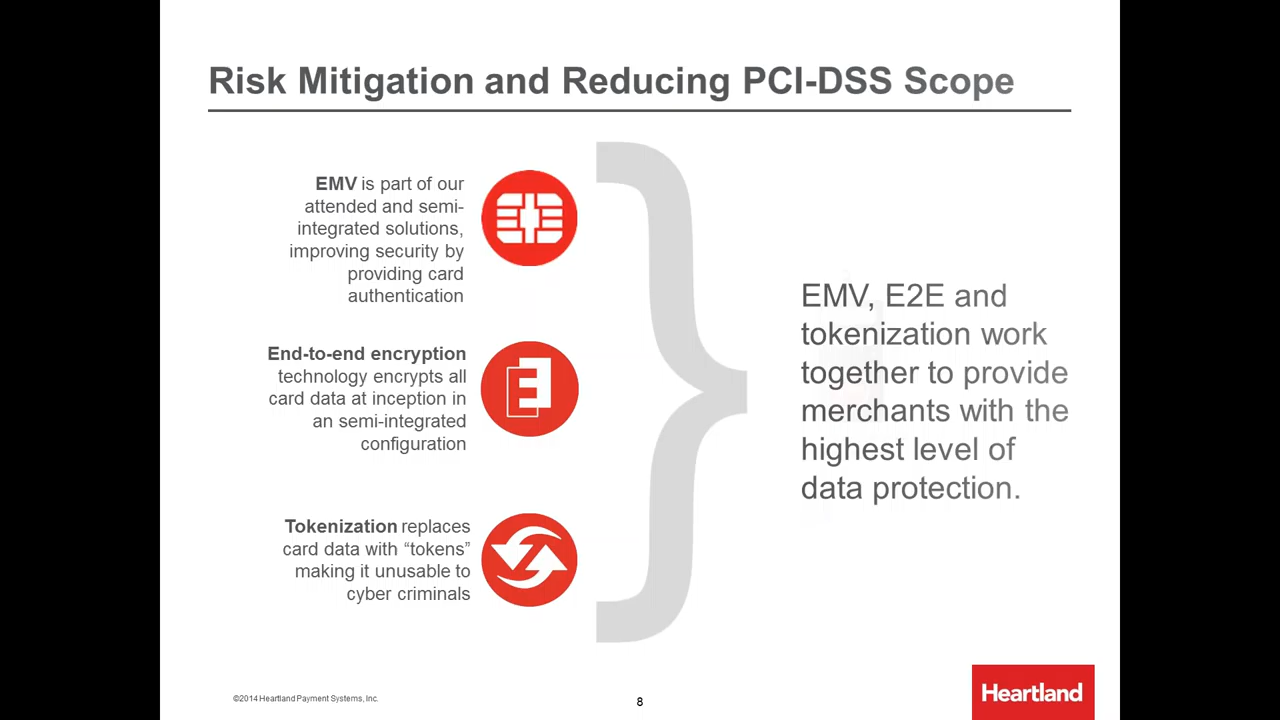 Risk Mitigation and Reducing PCI-DSS Scope
EMV is part of our
attended and semi-
integrated solutions,
improving security by
providing card
authentication
End-to-end encryption
technology encrypts all
card data at inception in
an semi-integrated
configuration
Tokenization replaces
card data with “tokens”
making it unusable to
cyber criminals
EMV, E2E and
tokenization work
together to provide
merchants with the
highest level of
data protection.
©2014 Heartland Payment Systems, Inc.
8
Heartland